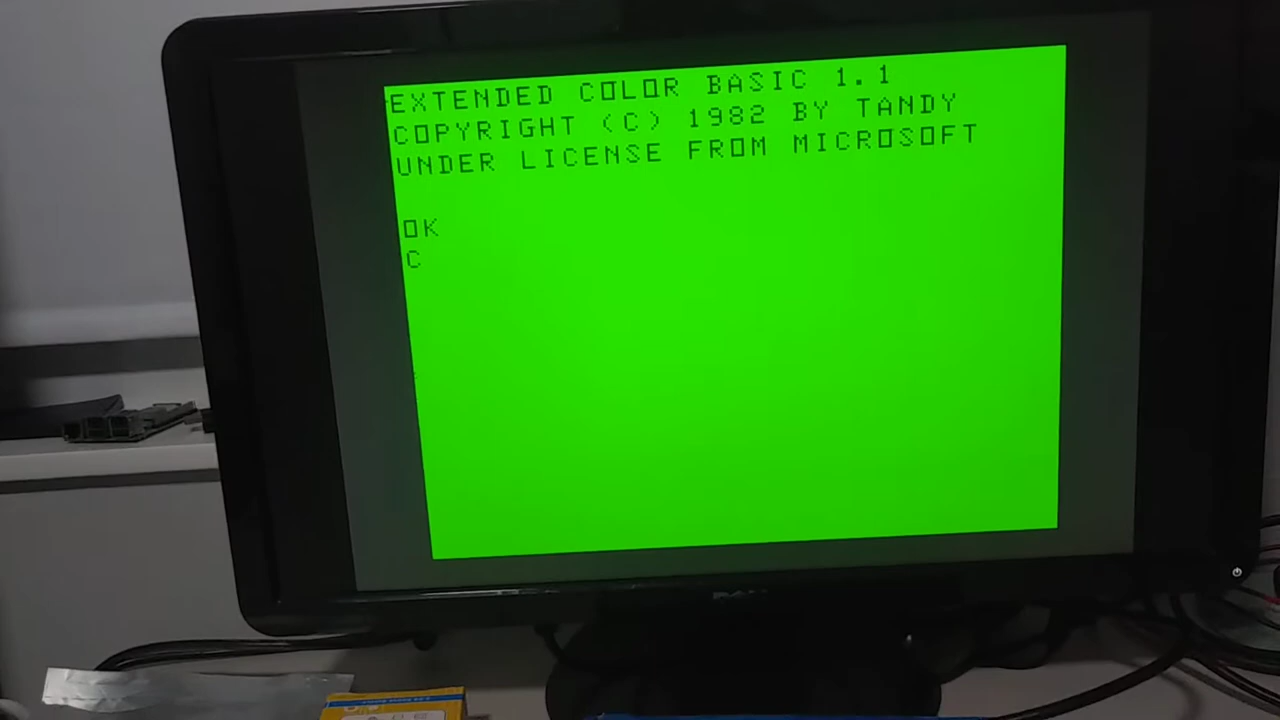 EXTENDED COLOR BASIC 1.1
COPYRIGHT (C) 1982 BY TANDY
UNDER LICENSE FROM MICROSOFT
OK
C